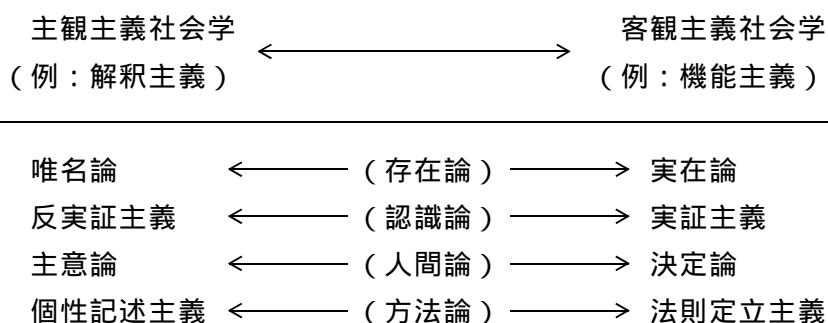 主観主義社会学 ←→ 客観主義社会学
(例:解釈主義) (例:機能主義)
唯名論 ← (存在論) → 実在論
反実証主義 ← (認識論) → 実証主義
主意論 ← (人間論) → 決定論
個性記述主義 ← (方法論) → 法則定立主義